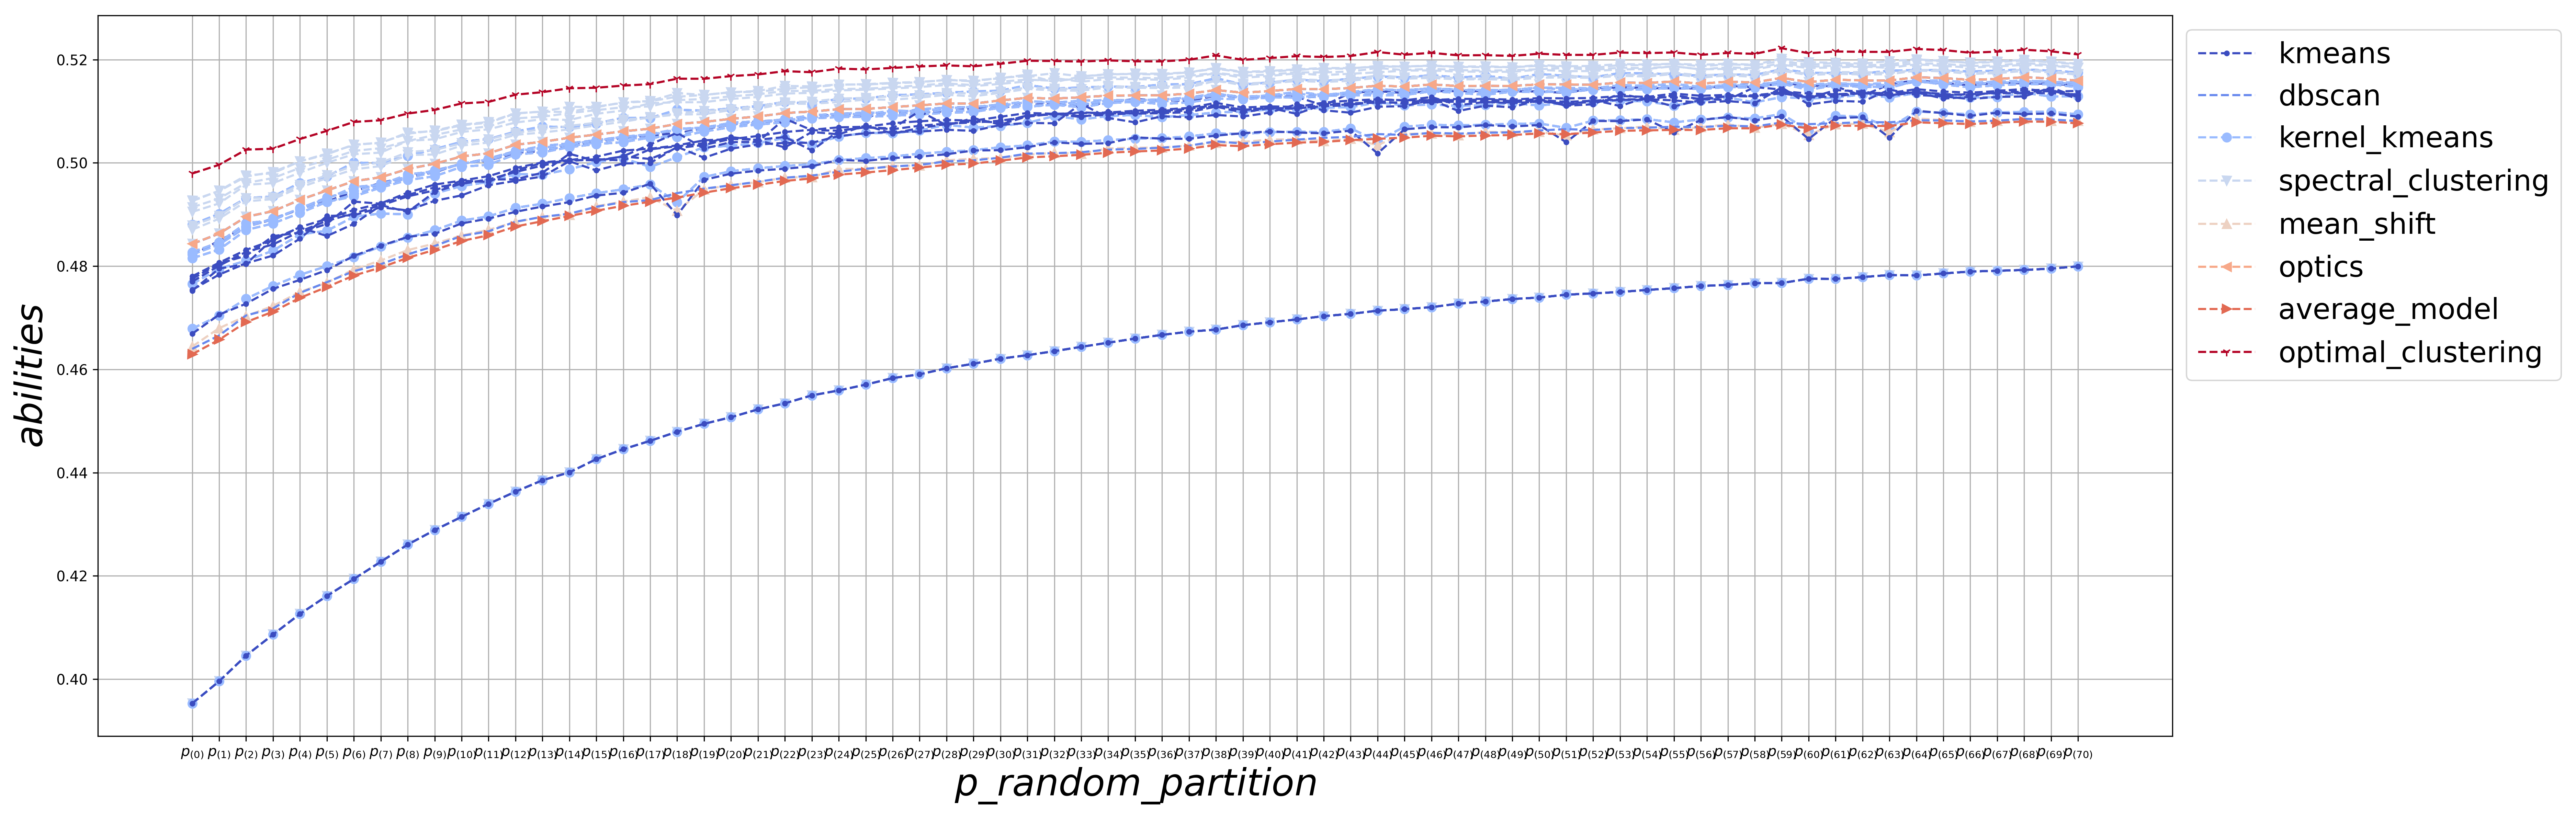 0.52
0.50
0.48
0.46
0.44
0.42
0.40
abilities
p(0) p(1) p(2) p(3) p(4) p(5) p(6) p(7) p(8) p(9) p(10) p(11) p(12) p(13) p(14) p(15) p(16) p(17) p(18) p(19) p(20) p(21) p(22) p(23) p(24) p(25) p(26) p(27) p(28) p(29) p(30) p(31) p(32) p(33) p(34) p(35) p(36) p(37) p(38) p(39) p(40) p(41) p(42) p(43) p(44) p(45) p(46) p(47) p(48) p(49) p(50) p(51) p(52) p(53) p(54) p(55) p(56) p(57) p(58) p(59) p(60) p(61) p(62) p(63) p(64) p(65) p(66) p(67) p(68) p(69) p(70)
p_random_partition
kmeans
dbscan
kernel_kmeans
spectral_clustering
mean_shift
optics
average_model
optimal_clustering